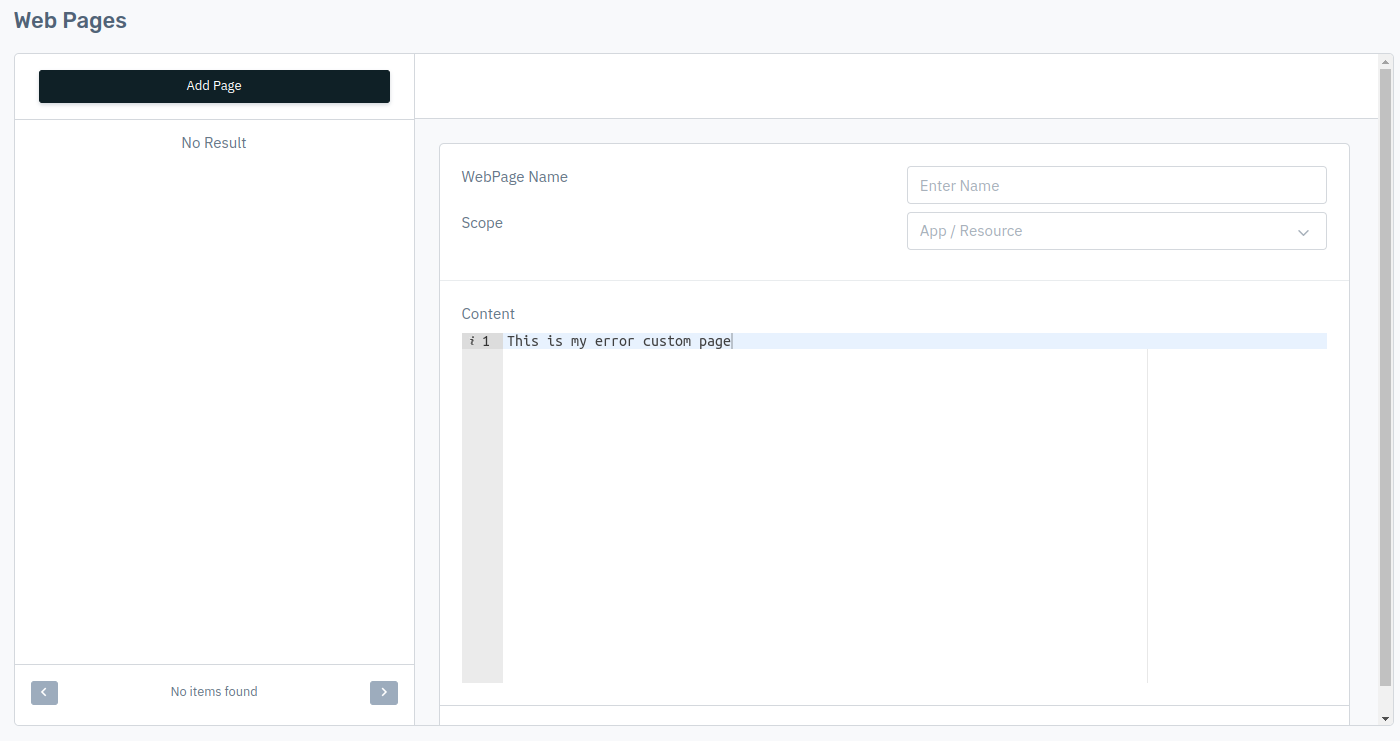 Web Pages
Add Page
No Result
No items found
WebPage Name
Enter Name
Scope
App / Resource
Content
i 1 This is my error custom page